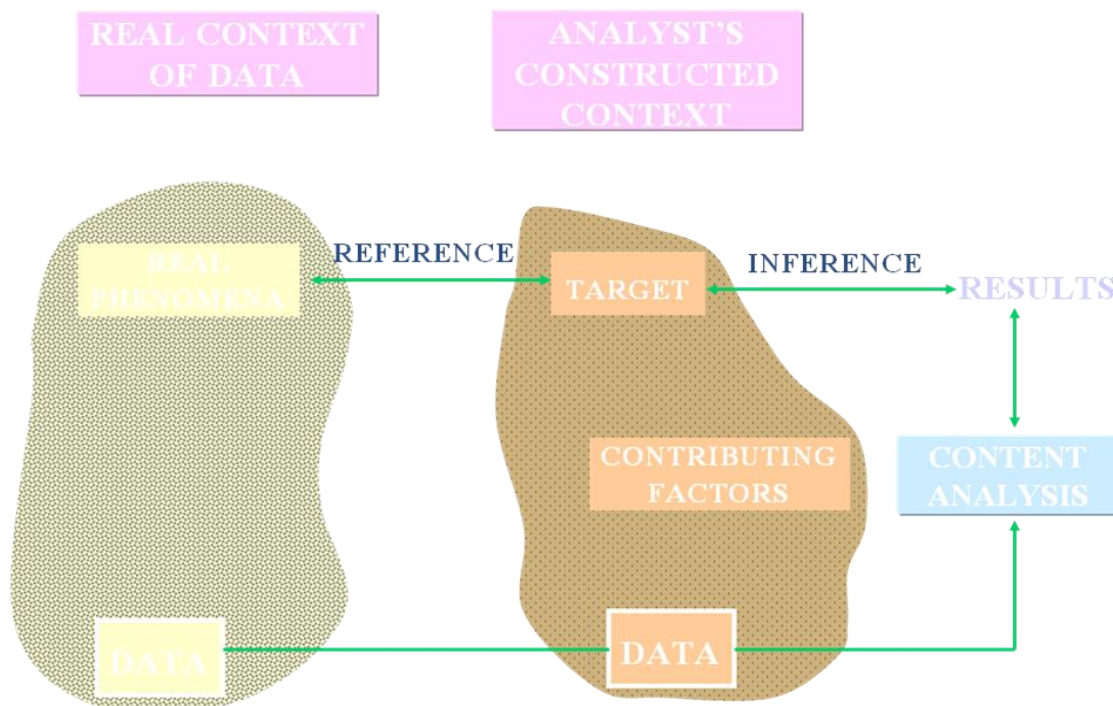 REAL CONTEXT
OF DATA
ANALYST'S
CONSTRUCTED
CONTEXT
REAL
PHENOMENA
REFERENCE
TARGET
INFERENCE
RESULTS
CONTRIBUTING
FACTORS
CONTENT
ANALYSIS
DATA
DATA